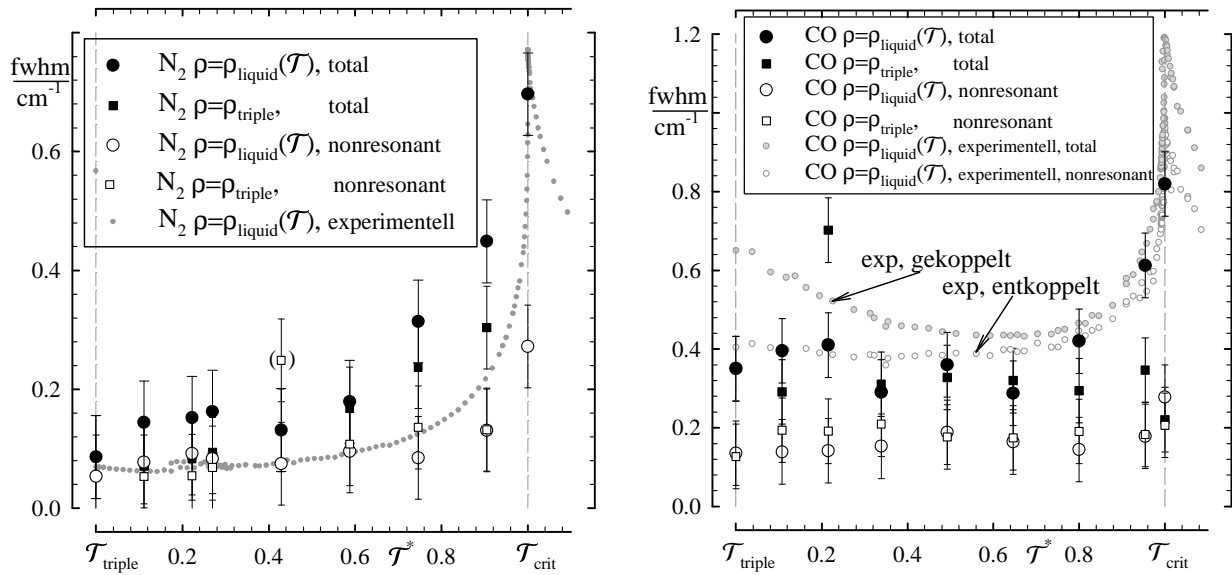 fwhm
cm-1
N2 ρ=ρliquid(T), total
N2 ρ=ρtriple, total
N2 ρ=ρliquid(T), nonresonant
N2 ρ=ρtriple, nonresonant
N2 ρ=ρliquid(T), experimentell
0.6
0.4
( )
0.2
0.0
Ttriple 0.2 0.4 0.6 T* 0.8 Tcrit
fwhm
cm-1
CO ρ=ρliquid(T), total
CO ρ=ρtriple, total
CO ρ=ρliquid(T), nonresonant
CO ρ=ρtriple, nonresonant
CO ρ=ρliquid(T), experimentell, total
CO ρ=ρliquid(T), experimentell, nonresonant
1.2
1.0
0.8
0.6
exp, gekoppelt
exp, entkoppelt
0.4
0.2
0.0
Ttriple 0.2 0.4 0.6 T* 0.8 Tcrit